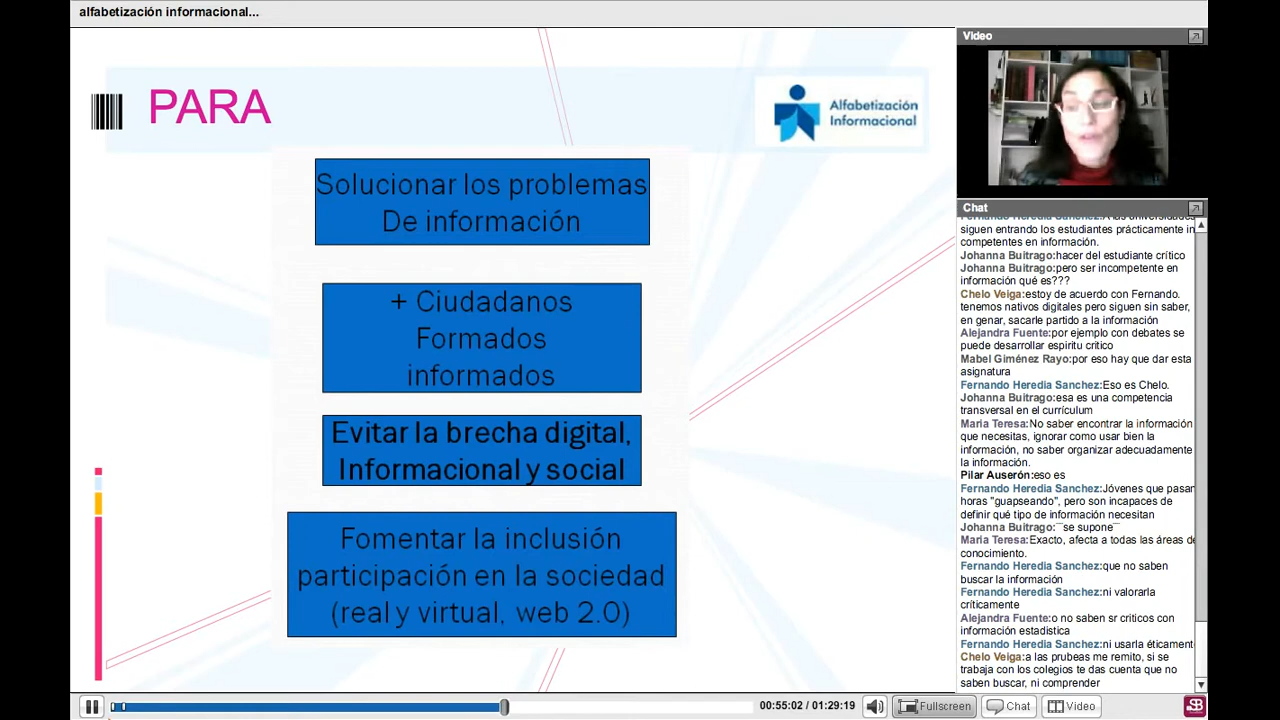 alfabetización informacional...
PARA
Alfabetización
Informacional
Solucionar los problemas
De información
+ Ciudadanos
Formados
informados
Evitar la brecha digital,
Informacional y social
Fomentar la inclusión
participación en la sociedad
(real y virtual, web 2.0)
Video
Chat
Fernando Heredia Sanchez:A las universidades
siguen entrando los estudiantes prácticamente in
competentes en información.
Johanna Buitrago:hacer del estudiante crítico
Johanna Buitrago:pero ser incompetente en
información qué es???
Chelo Veiga:estoy de acuerdo con Fernando.
tenemos nativos digitales pero siguen sin saber,
en genar, sacarle partido a la información
Alejandra Fuente:por ejemplo con debates se
puede desarrollar espiritu critico
Mabel Giménez Rayo:por eso hay que dar esta
asignatura
Fernando Heredia Sanchez:Eso es Chelo.
Johanna Buitrago:esa es una competencia
transversal en el currículum
Maria Teresa:No saber encontrar la información
que necesitas, ignorar como usar bien la
información, no saber organizar adecuadamente
la información.
Pilar Auserón:eso es
Fernando Heredia Sanchez:Jóvenes que pasan
horas "guapseando", pero son incapaces de
definir qué tipo de información necesitan
Johanna Buitrago:¨¨se supone¨¨
Maria Teresa:Exacto, afecta a todas las áreas de
conocimiento.
Fernando Heredia Sanchez:que no saben
buscar la información
Fernando Heredia Sanchez:ni valorarla
críticamente
Alejandra Fuente:o no saben sr criticos con
información estadistica
Fernando Heredia Sanchez:ni usarla éticament
Chelo Veiga:a las prubeas me remito, si se
trabaja con los colegios te das cuenta que no
saben buscar, ni comprender
00:55:02 / 01:29:19
Fullscreen
Chat
Video
SB